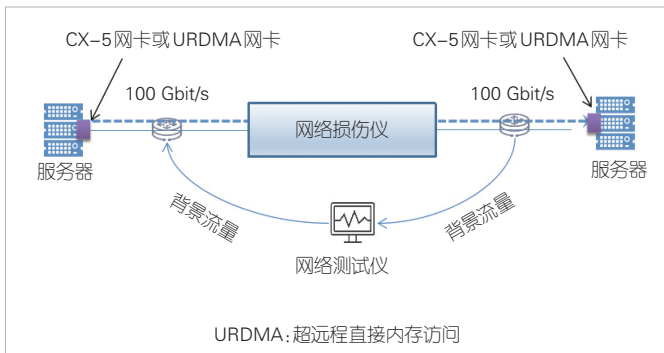 CX-5网卡或URDMA网卡
CX-5网卡或URDMA网卡
100 Gbit/s
100 Gbit/s
网络损伤仪
服务器
服务器
背景流量
背景流量
网络测试仪
URDMA:超远程直接内存访问